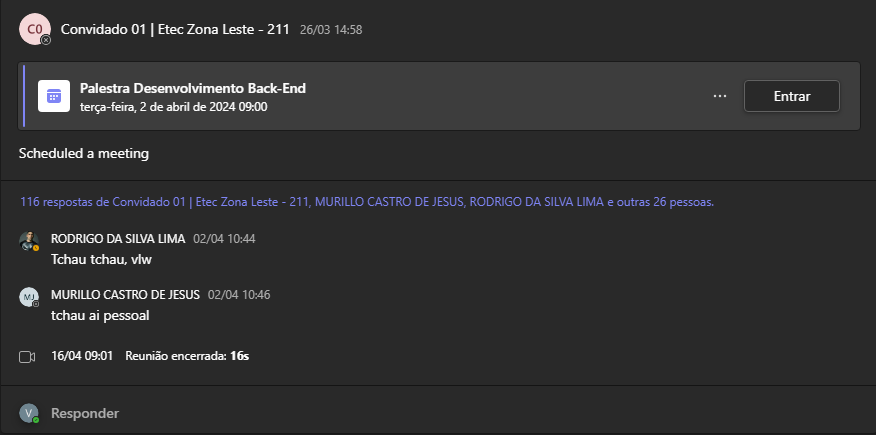 C0
Convidado 01 | Etec Zona Leste - 211 26/03 14:58
Palestra Desenvolvimento Back-End
terça-feira, 2 de abril de 2024 09:00
... Entrar
Scheduled a meeting
116 respostas de Convidado 01 | Etec Zona Leste - 211, MURILLO CASTRO DE JESUS, RODRIGO DA SILVA LIMA e outras 26 pessoas.
RODRIGO DA SILVA LIMA 02/04 10:44
Tchau tchau, vlw
MJ
MURILLO CASTRO DE JESUS 02/04 10:46
tchau ai pessoal
16/04 09:01 Reunião encerrada: 16s
V
Responder